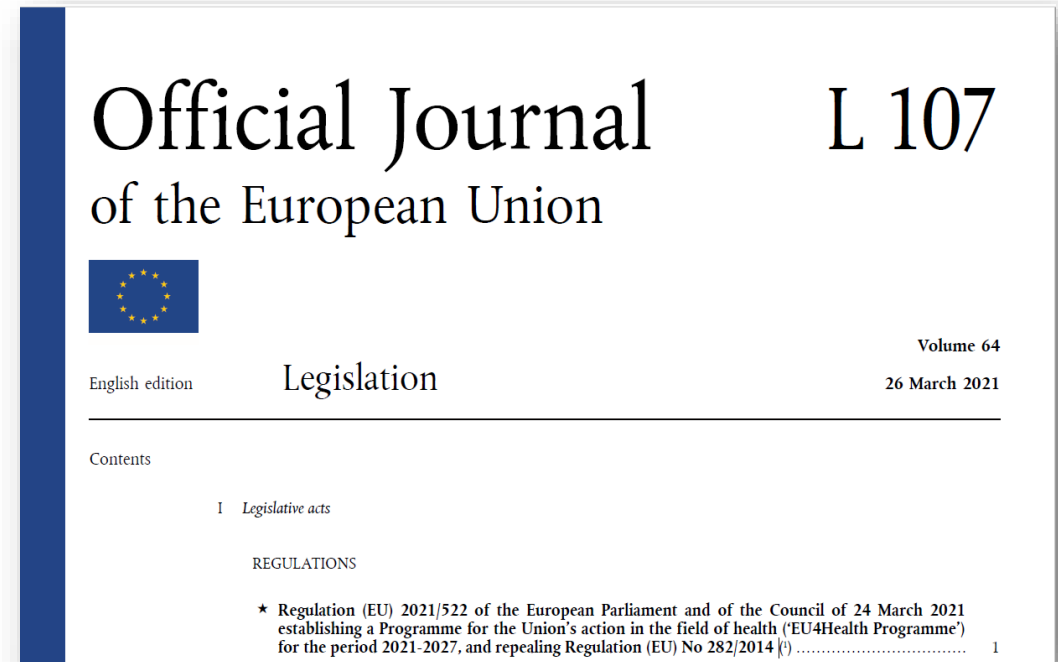 Official Journal L 107
of the European Union
Volume 64
English edition Legislation 26 March 2021
Contents
I Legislative acts
REGULATIONS
★ Regulation (EU) 2021/522 of the European Parliament and of the Council of 24 March 2021
establishing a Programme for the Union’s action in the field of health (‘EU4Health Programme’)
for the period 2021-2027, and repealing Regulation (EU) No 282/2014 (¹) .................................. 1